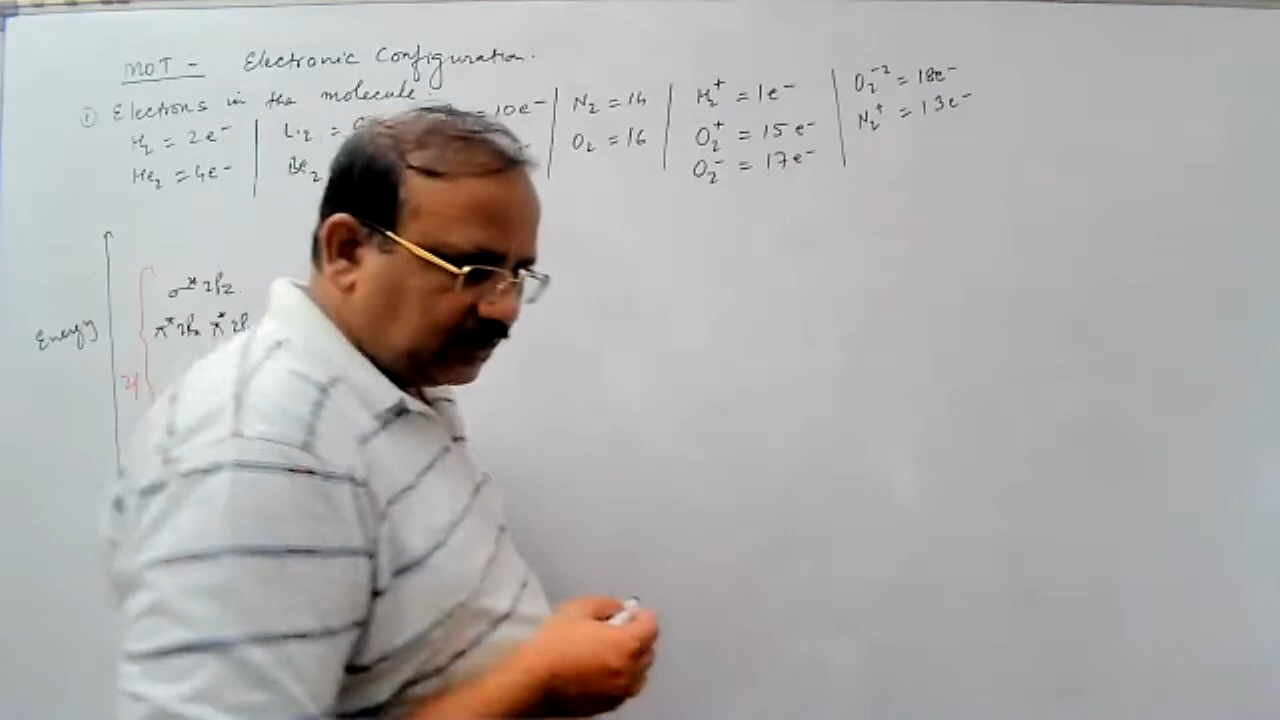 MOT - Electronic Configuration.
① Electrons in the molecule.
H₂ = 2e⁻ | Li₂ = = 10e⁻ | N₂ = 14 | H₂⁺ = 1e⁻ | O₂⁻² = 18e⁻
He₂ = 4e⁻ | Be₂ | O₂ = 16 | O₂⁺ = 15e⁻ | N₂⁺ = 13e⁻
O₂⁻ = 17e⁻
σ* 2Pz
Energy
π* 2Px π* 2P